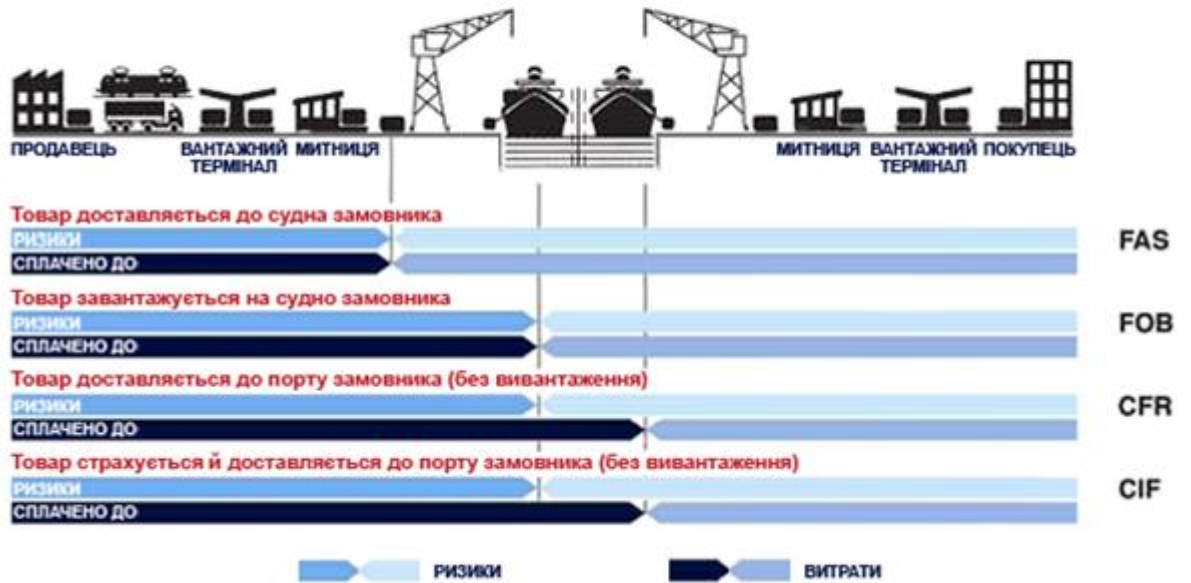 ПРОДАВЕЦЬ
ВАНТАЖНИЙ ТЕРМІНАЛ
МИТНИЦЯ
МИТНИЦЯ
ВАНТАЖНИЙ ТЕРМІНАЛ
ПОКУПЕЦЬ
Товар доставляється до судна замовника
РИЗИКИ
СПЛАЧЕНО ДО
FAS
Товар завантажується на судно замовника
РИЗИКИ
СПЛАЧЕНО ДО
FOB
Товар доставляється до порту замовника (без вивантаження)
РИЗИКИ
СПЛАЧЕНО ДО
CFR
Товар страхується й доставляється до порту замовника (без вивантаження)
РИЗИКИ
СПЛАЧЕНО ДО
CIF
РИЗИКИ
ВИТРАТИ